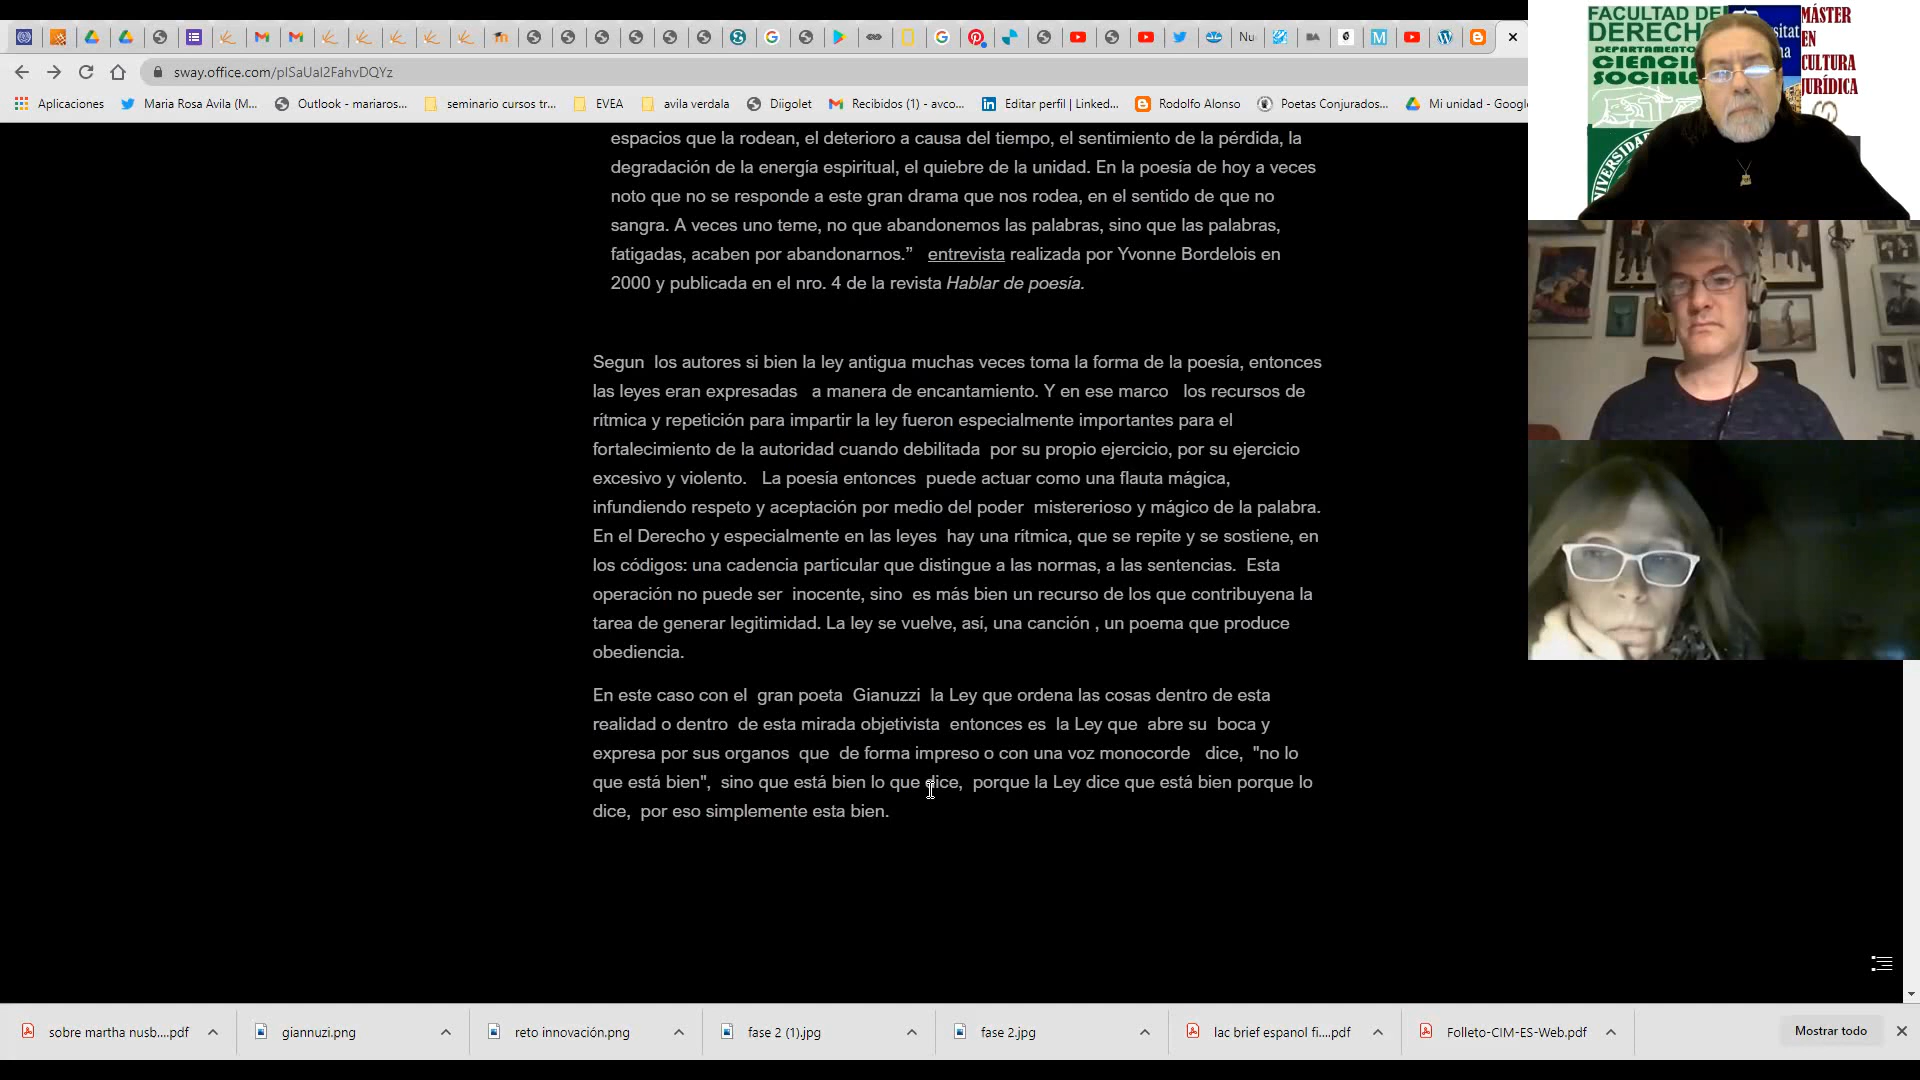 Nu
BA
sway.office.com/pISaUaI2FahvDQYz
Aplicaciones
Maria Rosa Avila (M...
Outlook - mariaros...
seminario cursos tr...
EVEA
avila verdala
Diigolet
Recibidos (1) - avco...
Editar perfil | Linked...
Rodolfo Alonso
Poetas Conjurados...
Mi unidad - Google
espacios que la rodean, el deterioro a causa del tiempo, el sentimiento de la pérdida, la
degradación de la energía espiritual, el quiebre de la unidad. En la poesía de hoy a veces
noto que no se responde a este gran drama que nos rodea, en el sentido de que no
sangra. A veces uno teme, no que abandonemos las palabras, sino que las palabras,
fatigadas, acaben por abandonarnos.” entrevista realizada por Yvonne Bordelois en
2000 y publicada en el nro. 4 de la revista Hablar de poesía.
Segun los autores si bien la ley antigua muchas veces toma la forma de la poesía, entonces
las leyes eran expresadas a manera de encantamiento. Y en ese marco los recursos de
rítmica y repetición para impartir la ley fueron especialmente importantes para el
fortalecimiento de la autoridad cuando debilitada por su propio ejercicio, por su ejercicio
excesivo y violento. La poesía entonces puede actuar como una flauta mágica,
infundiendo respeto y aceptación por medio del poder mistererioso y mágico de la palabra.
En el Derecho y especialmente en las leyes hay una rítmica, que se repite y se sostiene, en
los códigos: una cadencia particular que distingue a las normas, a las sentencias. Esta
operación no puede ser inocente, sino es más bien un recurso de los que contribuyena la
tarea de generar legitimidad. La ley se vuelve, así, una canción , un poema que produce
obediencia.
En este caso con el gran poeta Gianuzzi la Ley que ordena las cosas dentro de esta
realidad o dentro de esta mirada objetivista entonces es la Ley que abre su boca y
expresa por sus organos que de forma impreso o con una voz monocorde dice, "no lo
que está bien", sino que está bien lo que dice, porque la Ley dice que está bien porque lo
dice, por eso simplemente esta bien.
FACULTAD DEL
DERECHO
DEPARTAMENTO
CIENCIAS
SOCIALES
MÁSTER
EN
CULTURA
JURÍDICA
sobre martha nusb....pdf
giannuzi.png
reto innovación.png
fase 2 (1).jpg
fase 2.jpg
lac brief espanol fi....pdf
Folleto-CIM-ES-Web.pdf
Mostrar todo